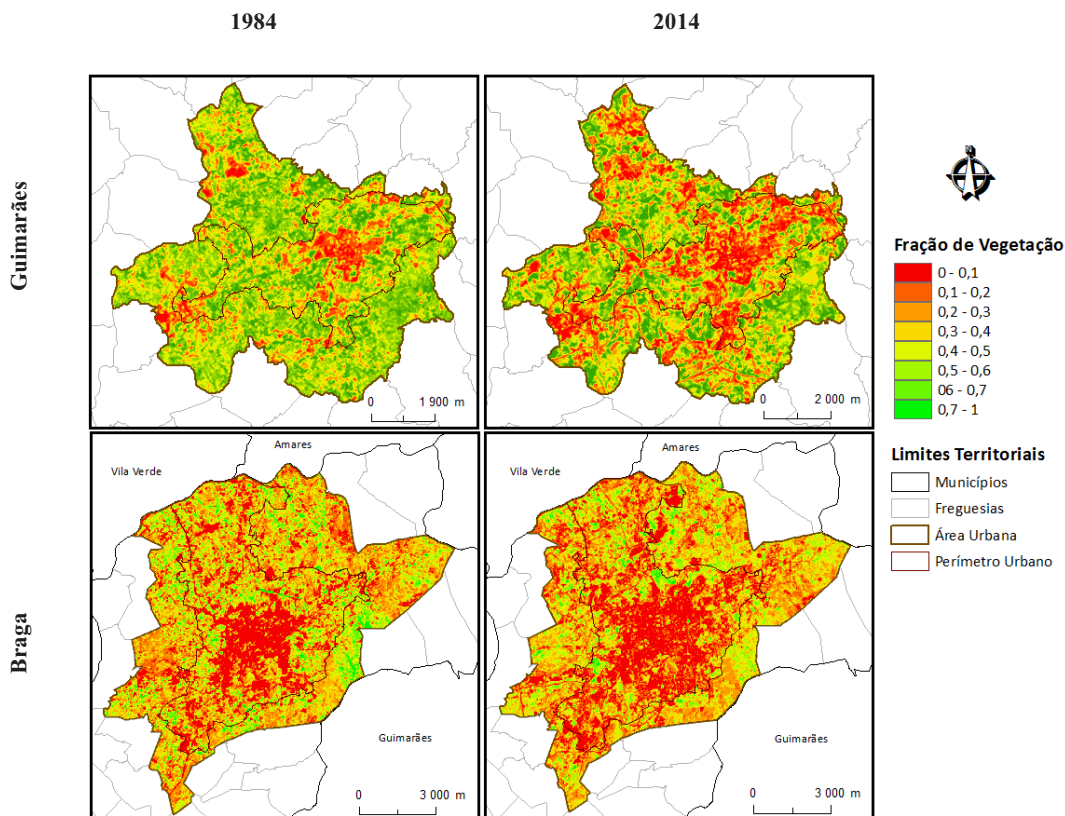 1984
2014
Guimarães
0 1 900 m
0 2 000 m
Fração de Vegetação
0 - 0,1
0,1 - 0,2
0,2 - 0,3
0,3 - 0,4
0,4 - 0,5
0,5 - 0,6
06 - 0,7
0,7 - 1
Limites Territoriais
Municípios
Freguesias
Área Urbana
Perímetro Urbano
Braga
Amares
Vila Verde
Guimarães
0 3 000 m
Amares
Vila Verde
Guimarães
0 3 000 m